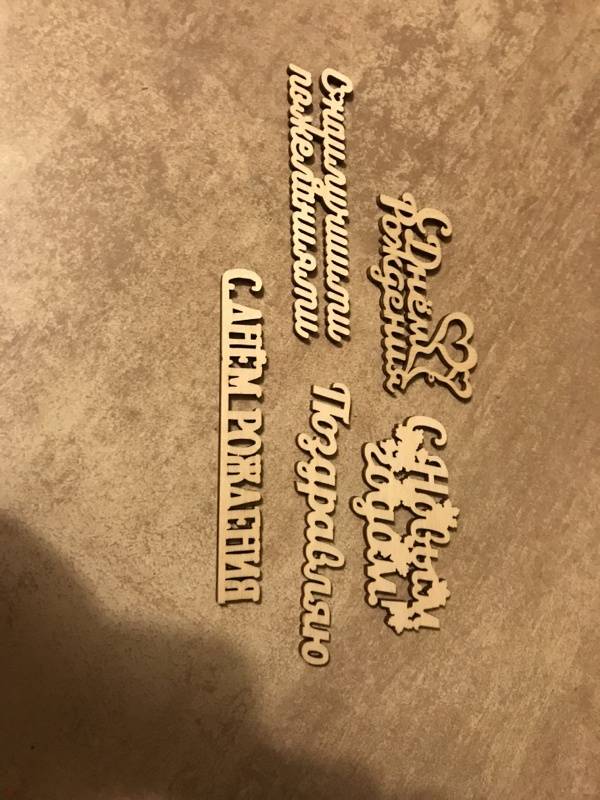 С Днём
Рождения
С Новым
годом
С наилучшими
пожеланиями
Поздравляю
С ДНЁМ РОЖДЕНИЯ